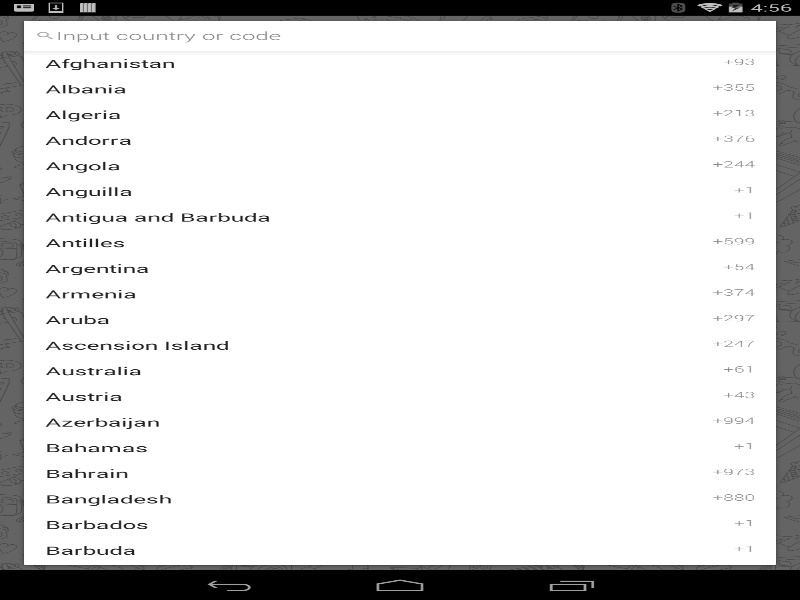 4:56
Input country or code
Afghanistan +93
Albania +355
Algeria +213
Andorra +376
Angola +244
Anguilla +1
Antigua and Barbuda +1
Antilles +599
Argentina +54
Armenia +374
Aruba +297
Ascension Island +247
Australia +61
Austria +43
Azerbaijan +994
Bahamas +1
Bahrain +973
Bangladesh +880
Barbados +1
Barbuda +1